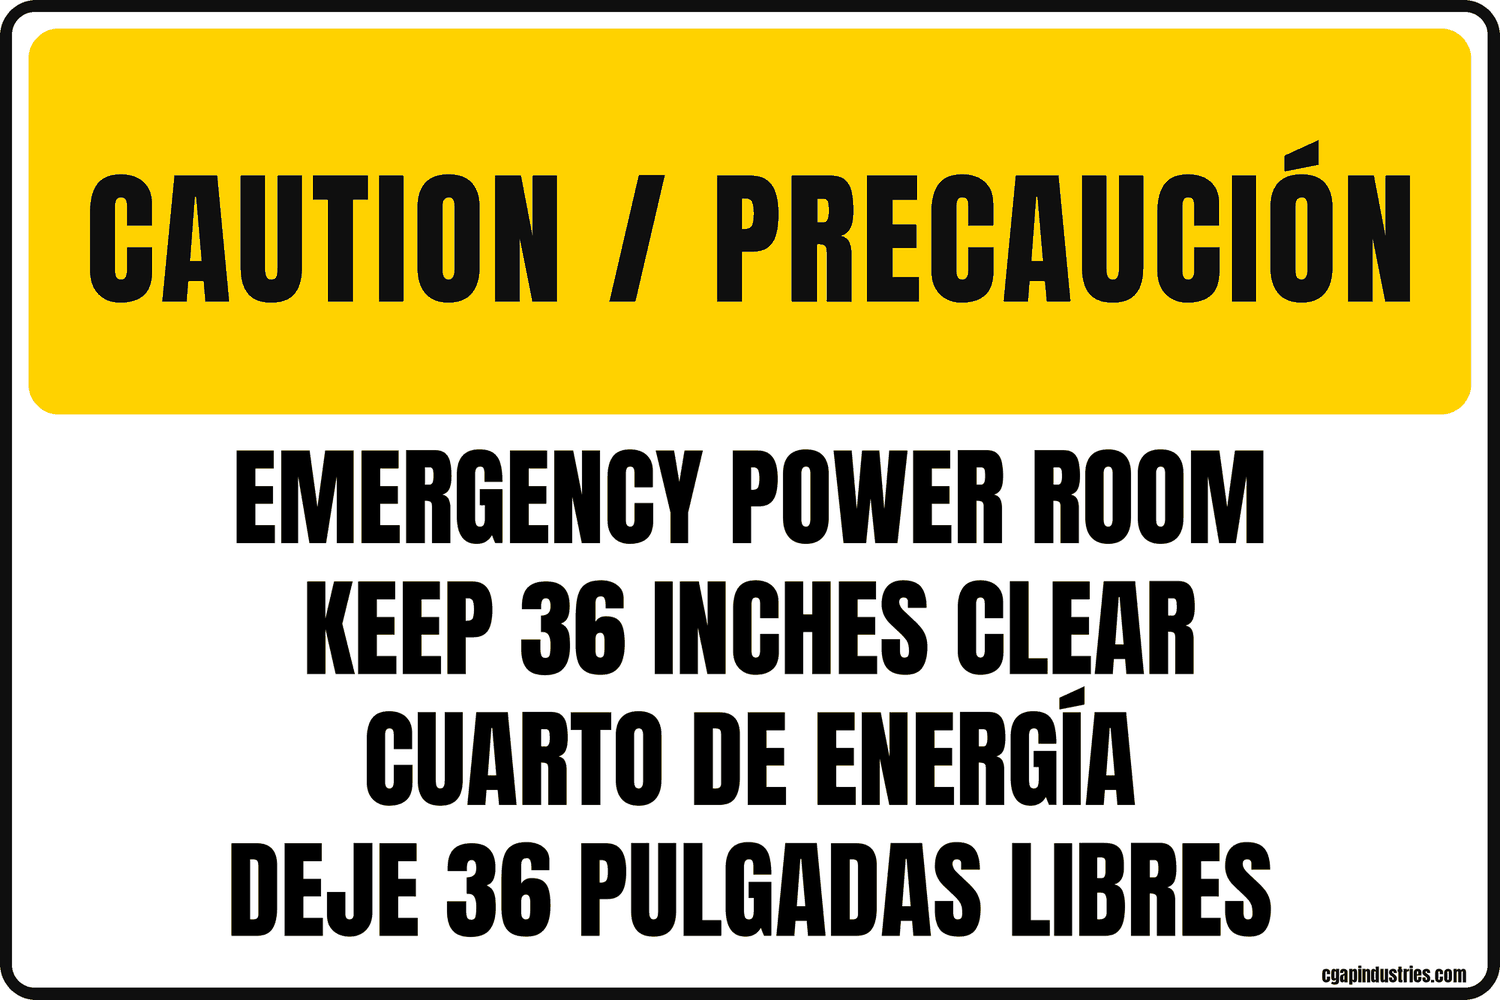 CAUTION / PRECAUCIÓN
EMERGENCY POWER ROOM
KEEP 36 INCHES CLEAR
CUARTO DE ENERGÍA
DEJE 36 PULGADAS LIBRES
cgapindustries.com